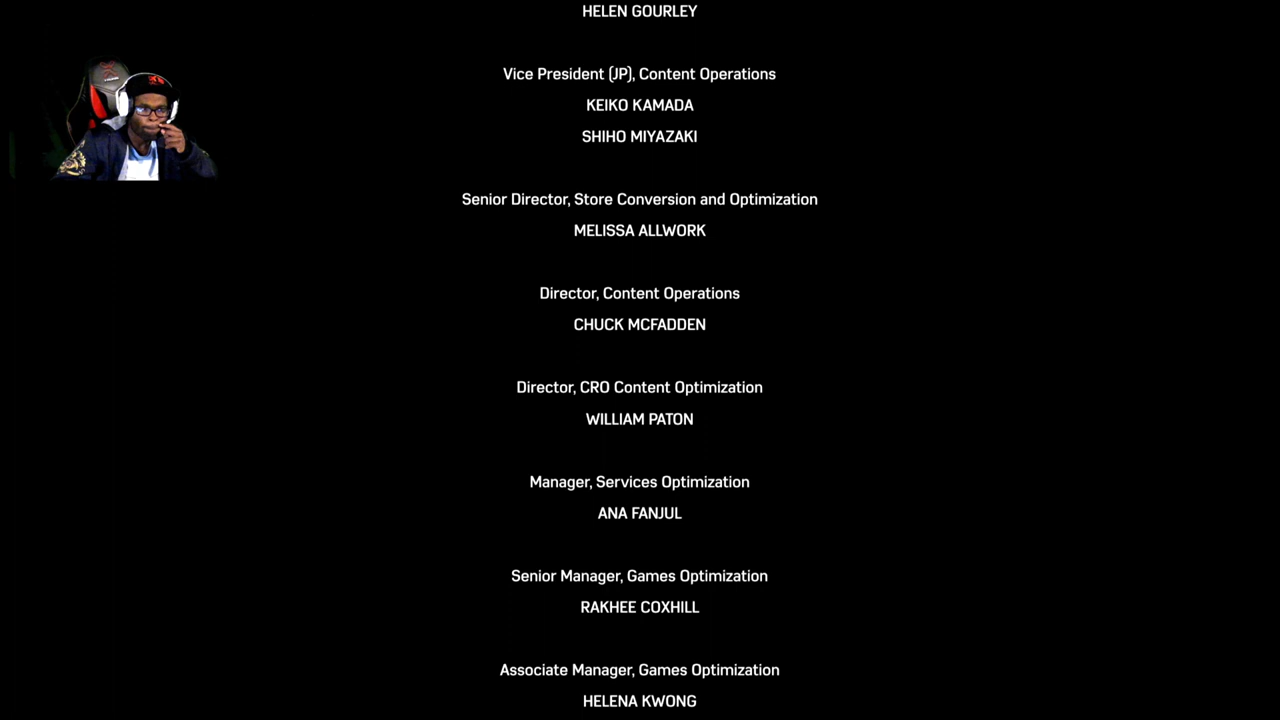 HELEN GOURLEY
Vice President (JP), Content Operations
KEIKO KAMADA
SHIHO MIYAZAKI
Senior Director, Store Conversion and Optimization
MELISSA ALLWORK
Director, Content Operations
CHUCK MCFADDEN
Director, CRO Content Optimization
WILLIAM PATON
Manager, Services Optimization
ANA FANJUL
Senior Manager, Games Optimization
RAKHEE COXHILL
Associate Manager, Games Optimization
HELENA KWONG